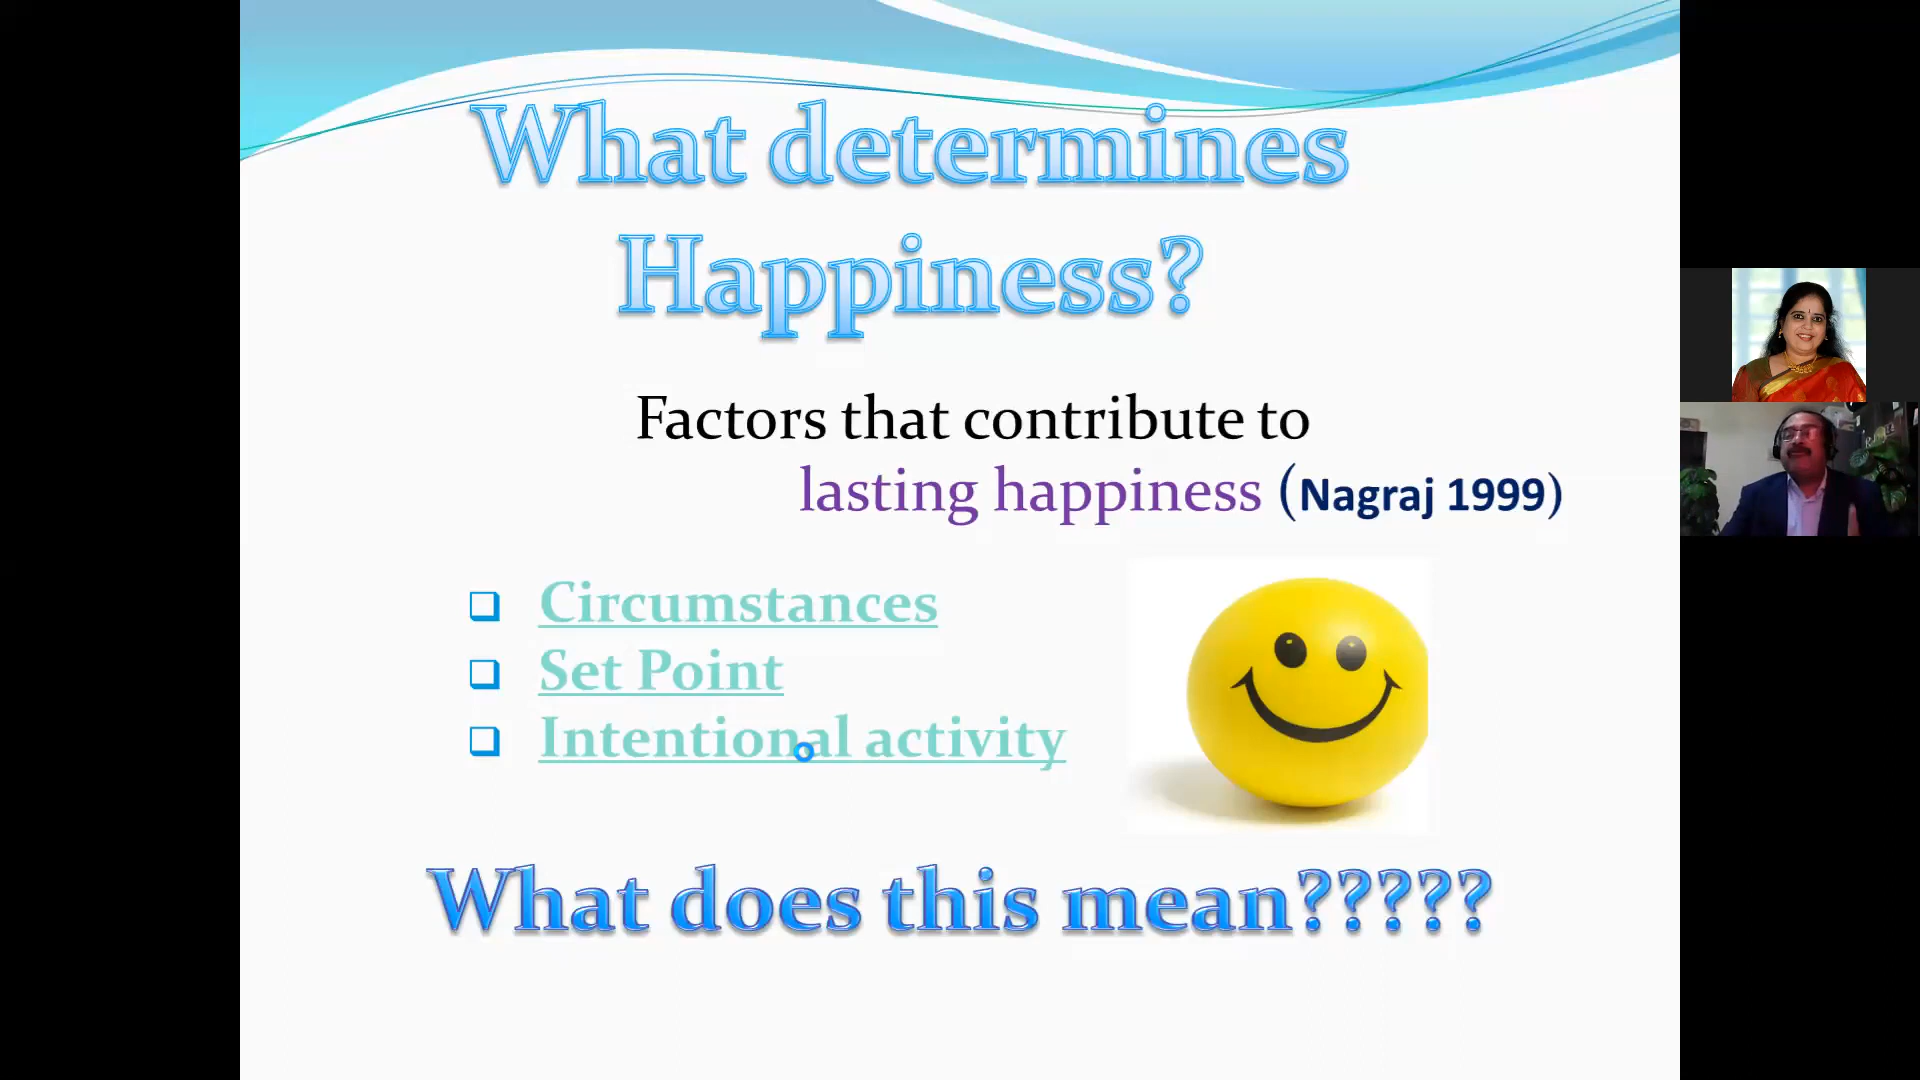 What determines
Happiness?
Factors that contribute to
lasting happiness (Nagraj 1999)
Circumstances
Set Point
Intentional activity
What does this mean?????